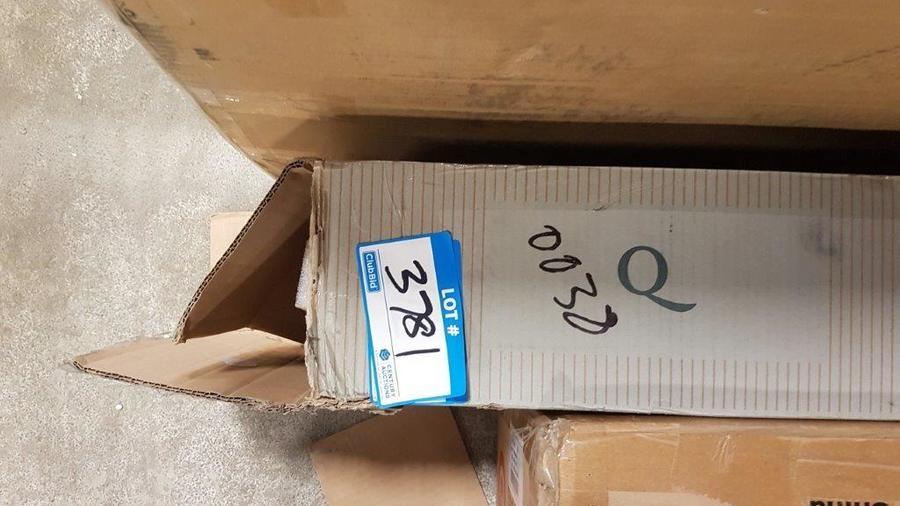 LOT #
3781
ClubBid
CENTURY
AUCTIONS
Q
0030